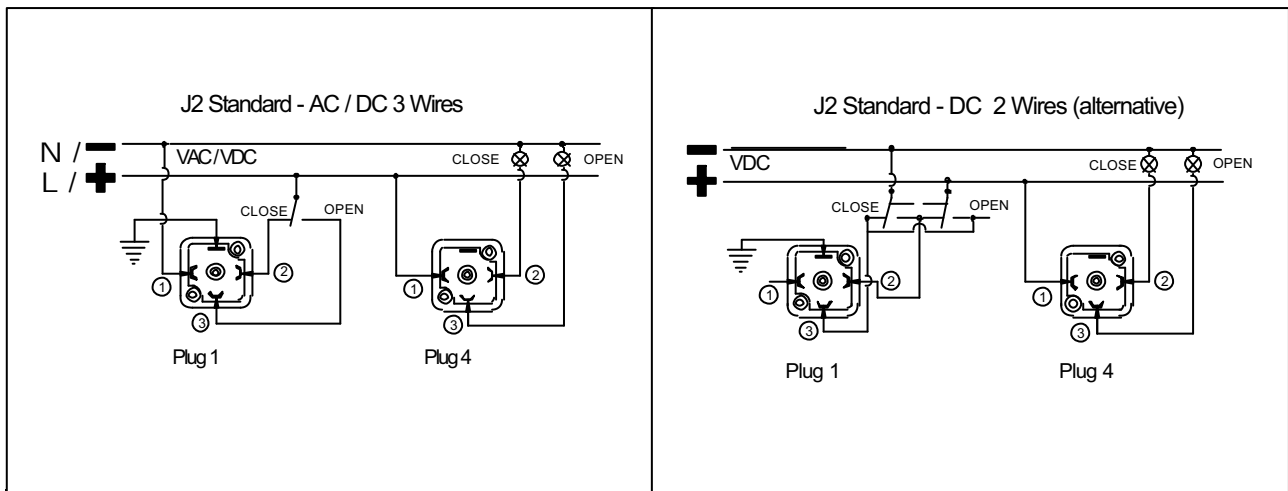 J2 Standard - AC / DC 3 Wires
N / −
L / +
VAC/VDC
CLOSE
OPEN
CLOSE
OPEN
1
2
3
1
2
3
Plug 1
Plug 4
J2 Standard - DC 2 Wires (alternative)
−
+
VDC
CLOSE
OPEN
CLOSE
OPEN
1
2
3
1
2
3
Plug 1
Plug 4